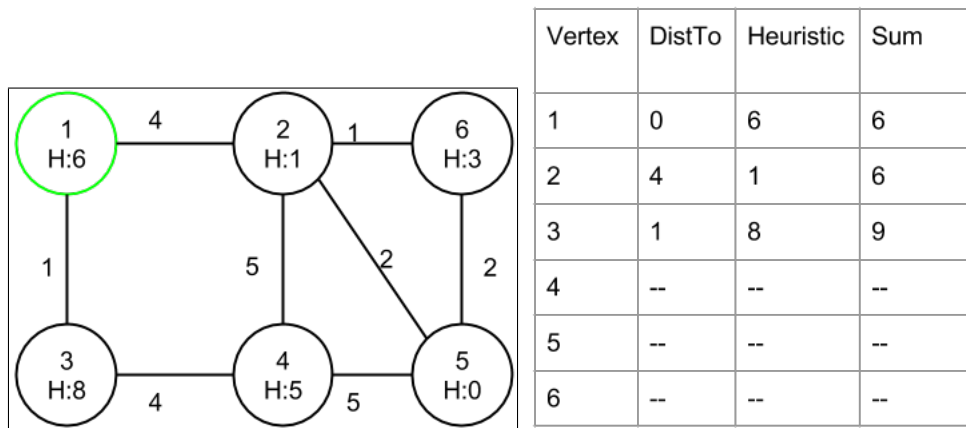 1
H:6
4
2
H:1
1
6
H:3
1
5
2
2
3
H:8
4
4
H:5
5
5
H:0
Vertex DistTo Heuristic Sum
1 0 6 6
2 4 1 6
3 1 8 9
4 -- -- --
5 -- -- --
6 -- -- --